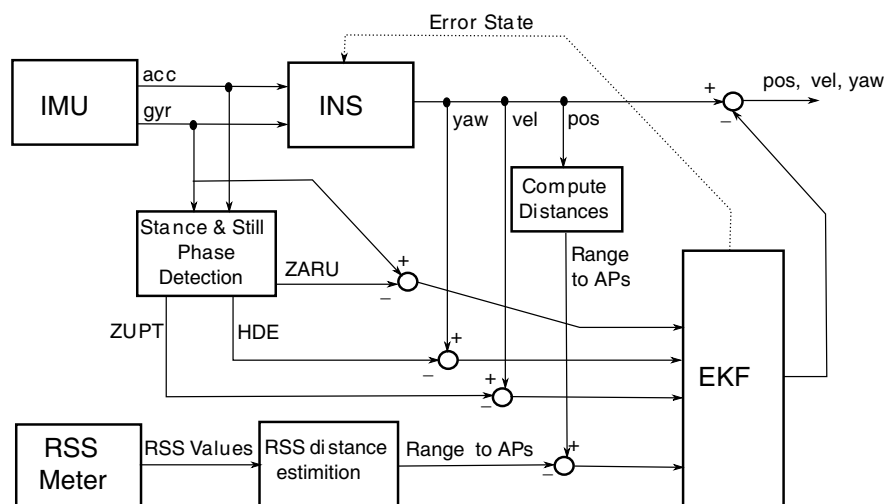 Error State
acc
IMU
gyr
INS
+
−
pos, vel, yaw
yaw
vel
pos
Compute
Distances
Stance & Still
Phase
Detection
ZARU
+
−
Range
to APs
ZUPT
HDE
+
−
+
−
EKF
RSS
Meter
RSS Values
RSS distance
estimition
Range to APs
+
−